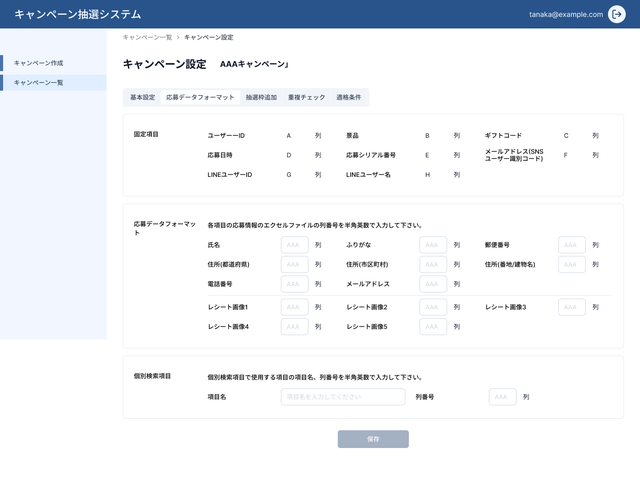 キャンペーン抽選システム
tanaka@example.com
キャンペーン作成
キャンペーン一覧
キャンペーン一覧 > キャンペーン設定
キャンペーン設定 AAAキャンペーン」
基本設定 応募データフォーマット 抽選枠追加 重複チェック 適格条件
固定項目
ユーザーーID A 列 景品 B 列 ギフトコード C 列
応募日時 D 列 応募シリアル番号 E 列 メールアドレス(SNS
ユーザー識別コード) F 列
LINEユーザーID G 列 LINEユーザー名 H 列
応募データフォーマッ
ト
各項目の応募情報のエクセルファイルの列番号を半角英数で入力して下さい。
氏名 AAA 列 ふりがな AAA 列 郵便番号 AAA 列
住所(都道府県) AAA 列 住所(市区町村) AAA 列 住所(番地/建物名) AAA 列
電話番号 AAA 列 メールアドレス AAA 列
レシート画像1 AAA 列 レシート画像2 AAA 列 レシート画像3 AAA 列
レシート画像4 AAA 列 レシート画像5 AAA 列
個別検索項目
個別検索項目で使用する項目の項目名、列番号を半角英数で入力して下さい。
項目名 項目名を入力してください 列番号 AAA 列
保存